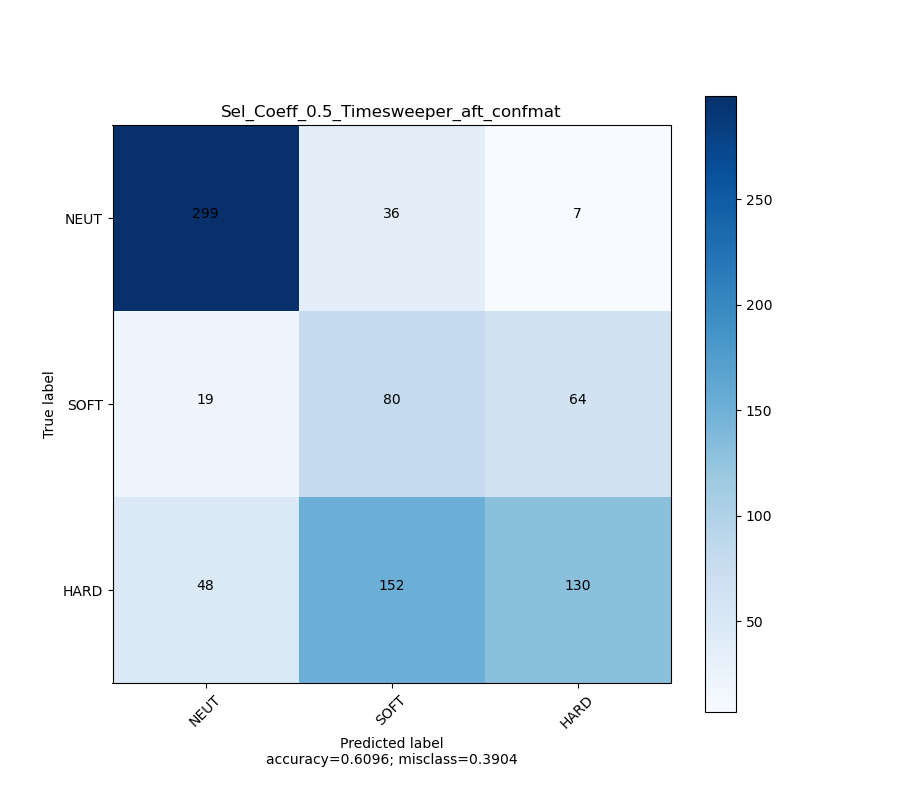 Sel_Coeff_0.5_Timesweeper_aft_confmat
NEUT
299
36
7
SOFT
19
80
64
HARD
48
152
130
True label
NEUT
SOFT
HARD
Predicted label
accuracy=0.6096; misclass=0.3904
250
200
150
100
50